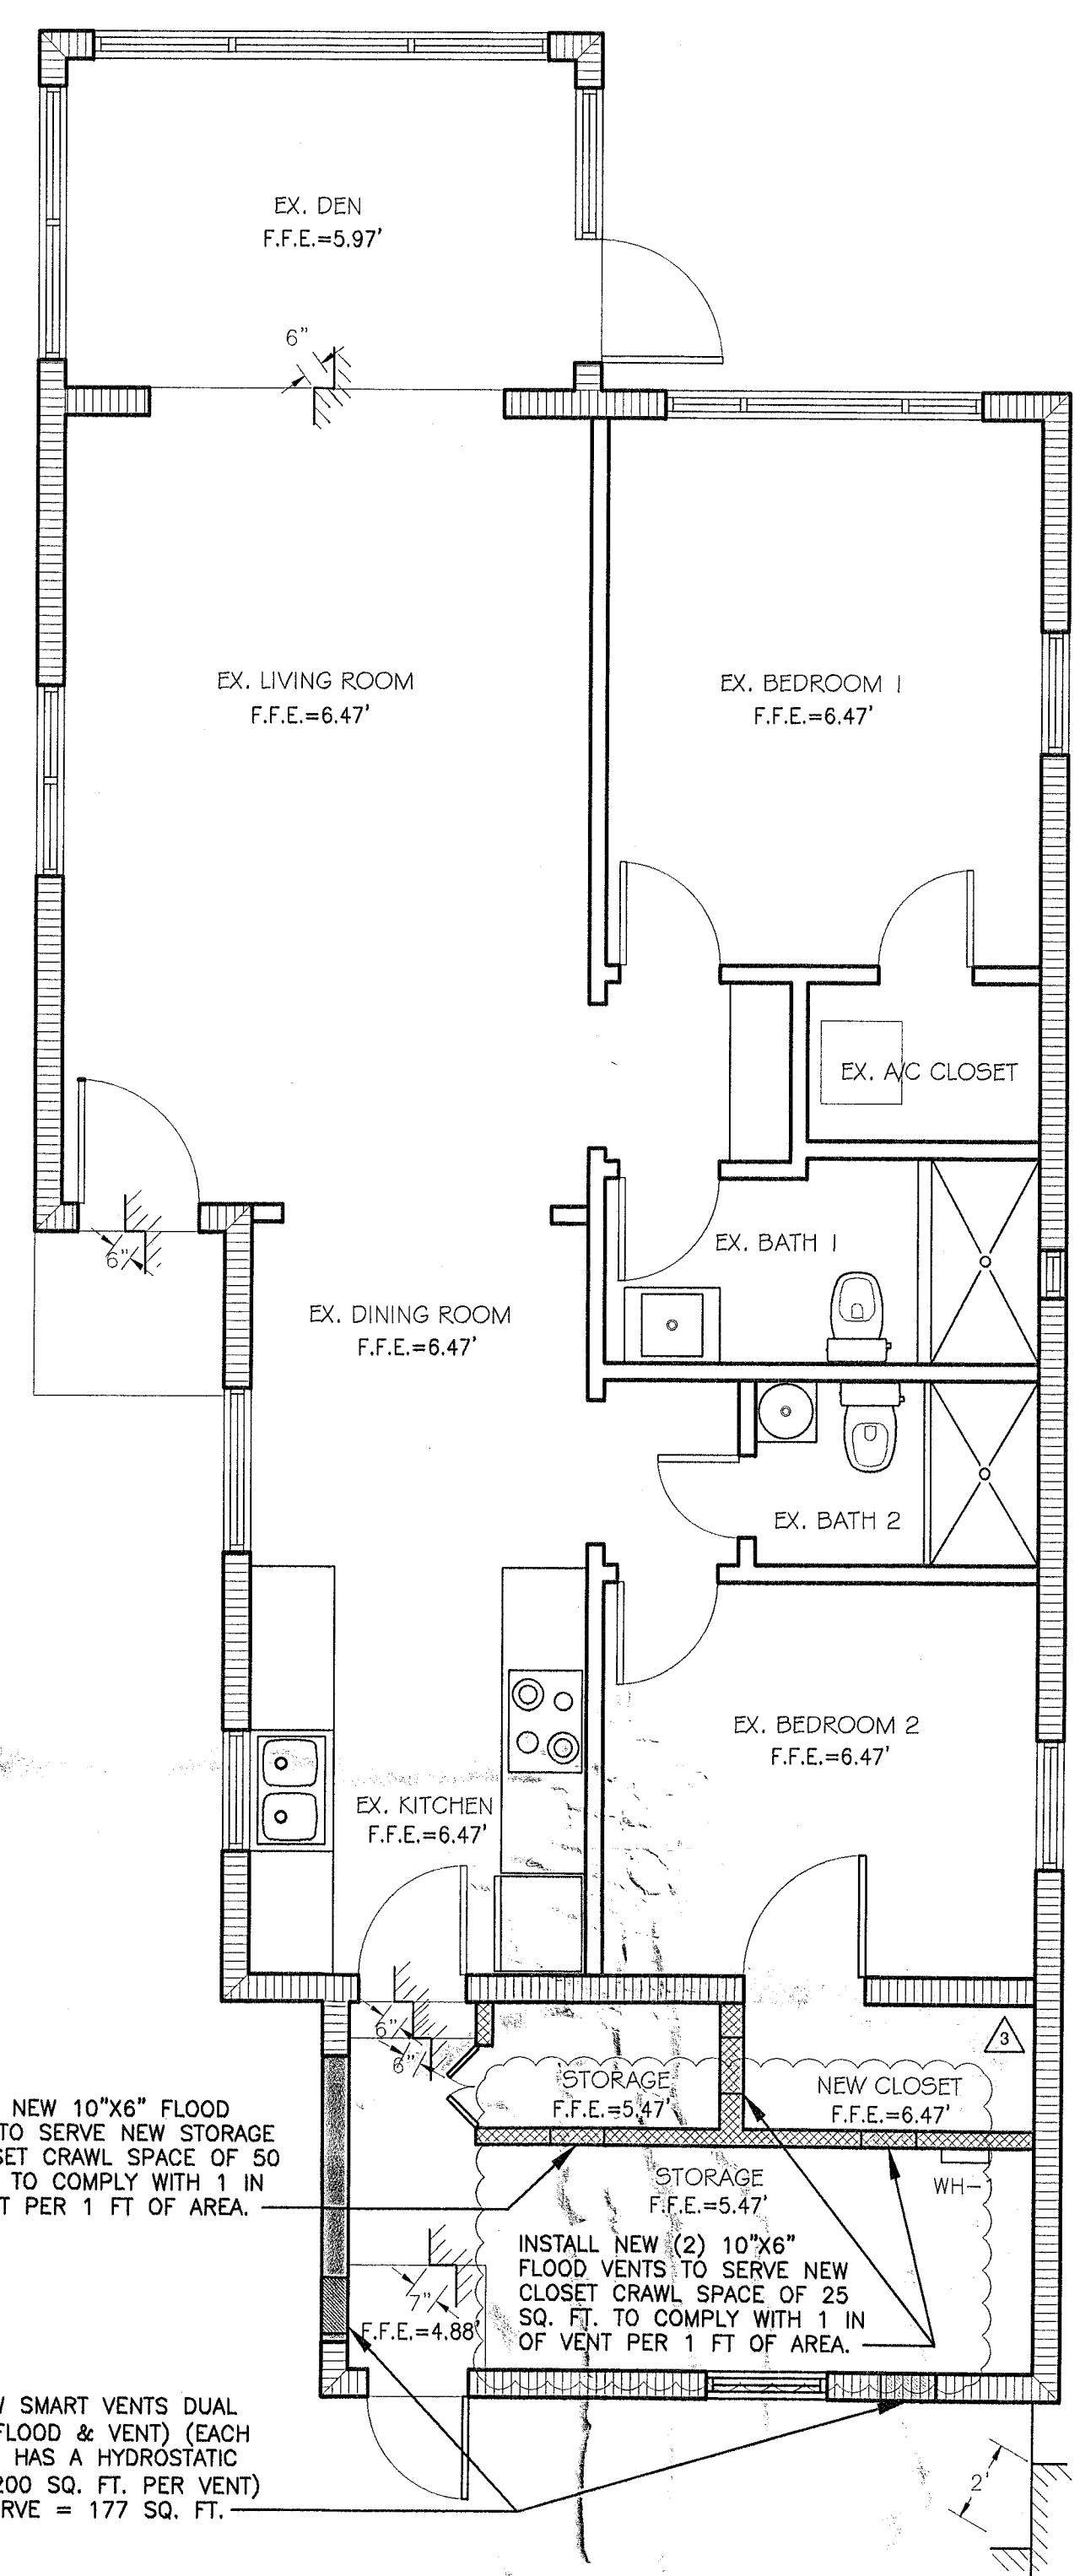 EX. DEN
F.F.E.=5.97'
6"
EX. LIVING ROOM
F.F.E.=6.47'
EX. BEDROOM 1
F.F.E.=6.47'
EX. A/C CLOSET
6"
EX. BATH 1
EX. DINING ROOM
F.F.E.=6.47'
EX. BATH 2
EX. BEDROOM 2
F.F.E.=6.47'
EX. KITCHEN
F.F.E.=6.47'
6"
6"
3
STORAGE
F.F.E.=5.47'
NEW CLOSET
F.F.E.=6.47'
NEW 10"X6" FLOOD
TO SERVE NEW STORAGE
SET CRAWL SPACE OF 50
TO COMPLY WITH 1 IN
T PER 1 FT OF AREA.
STORAGE
F.F.E.=5.47'
WH-1
INSTALL NEW (2) 10"X6"
FLOOD VENTS TO SERVE NEW
CLOSET CRAWL SPACE OF 25
SQ. FT. TO COMPLY WITH 1 IN
OF VENT PER 1 FT OF AREA.
7"
F.F.E.=4.88'
W SMART VENTS DUAL
FLOOD & VENT) (EACH
HAS A HYDROSTATIC
200 SQ. FT. PER VENT)
RVE = 177 SQ. FT.
2'